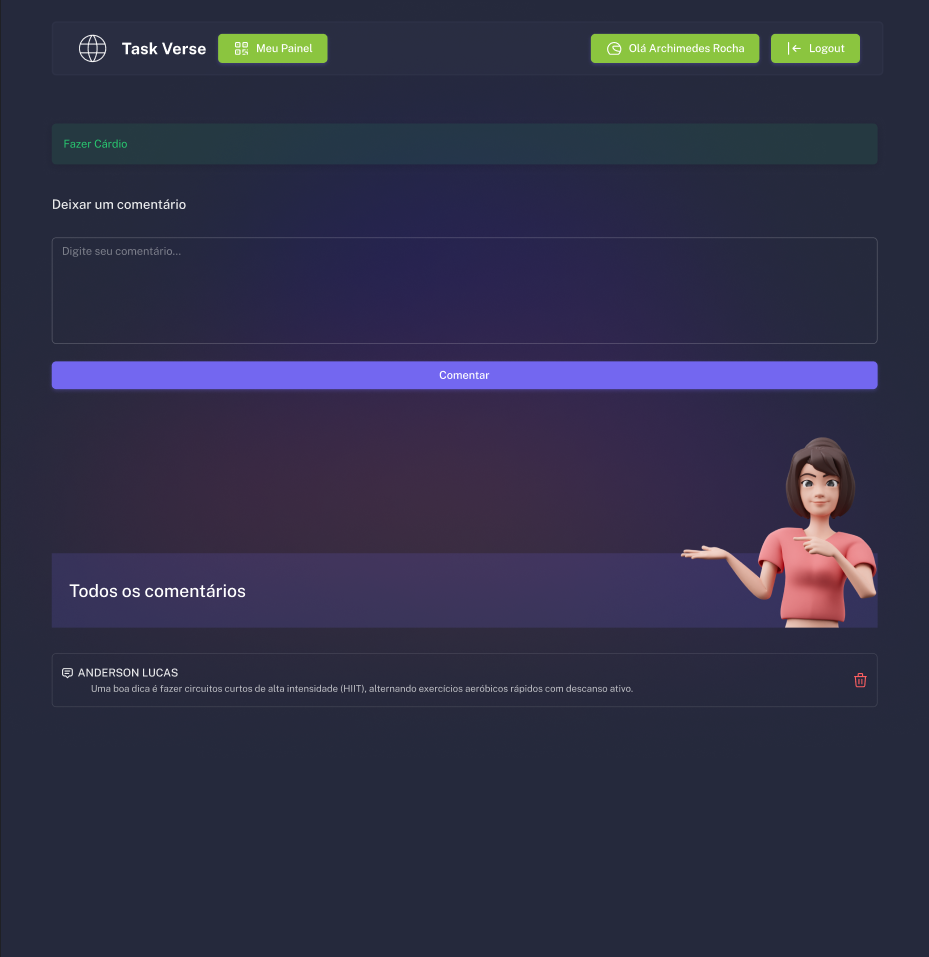 Task Verse
Meu Painel
Olá Archimedes Rocha
Logout
Fazer Cárdio
Deixar um comentário
Digite seu comentário...
Comentar
Todos os comentários
ANDERSON LUCAS
Uma boa dica é fazer circuitos curtos de alta intensidade (HIIT), alternando exercícios aeróbicos rápidos com descanso ativo.